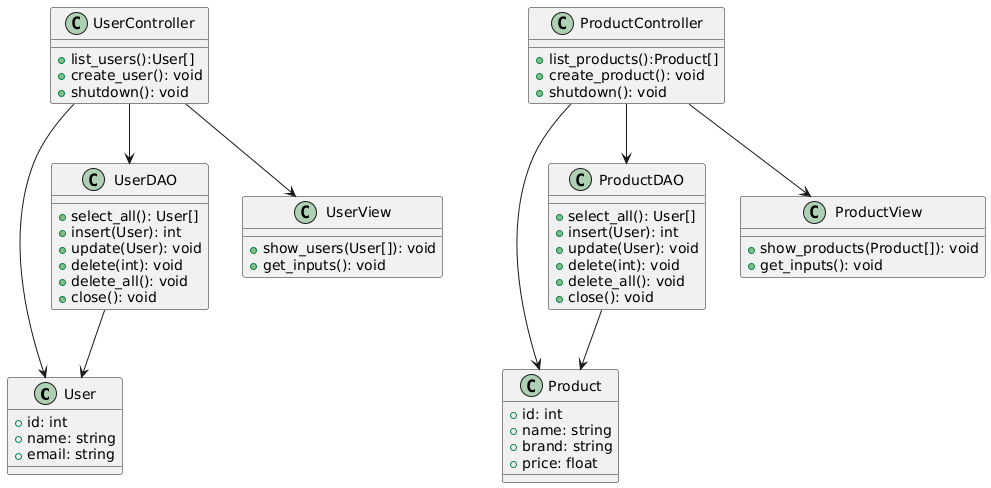 C UserController
+ list_users():User[]
+ create_user(): void
+ shutdown(): void
C ProductController
+ list_products():Product[]
+ create_product(): void
+ shutdown(): void
C UserDAO
+ select_all(): User[]
+ insert(User): int
+ update(User): void
+ delete(int): void
+ delete_all(): void
+ close(): void
C UserView
+ show_users(User[]): void
+ get_inputs(): void
C ProductDAO
+ select_all(): User[]
+ insert(User): int
+ update(User): void
+ delete(int): void
+ delete_all(): void
+ close(): void
C ProductView
+ show_products(Product[]): void
+ get_inputs(): void
C User
id: int
name: string
email: string
C Product
id: int
name: string
brand: string
price: float